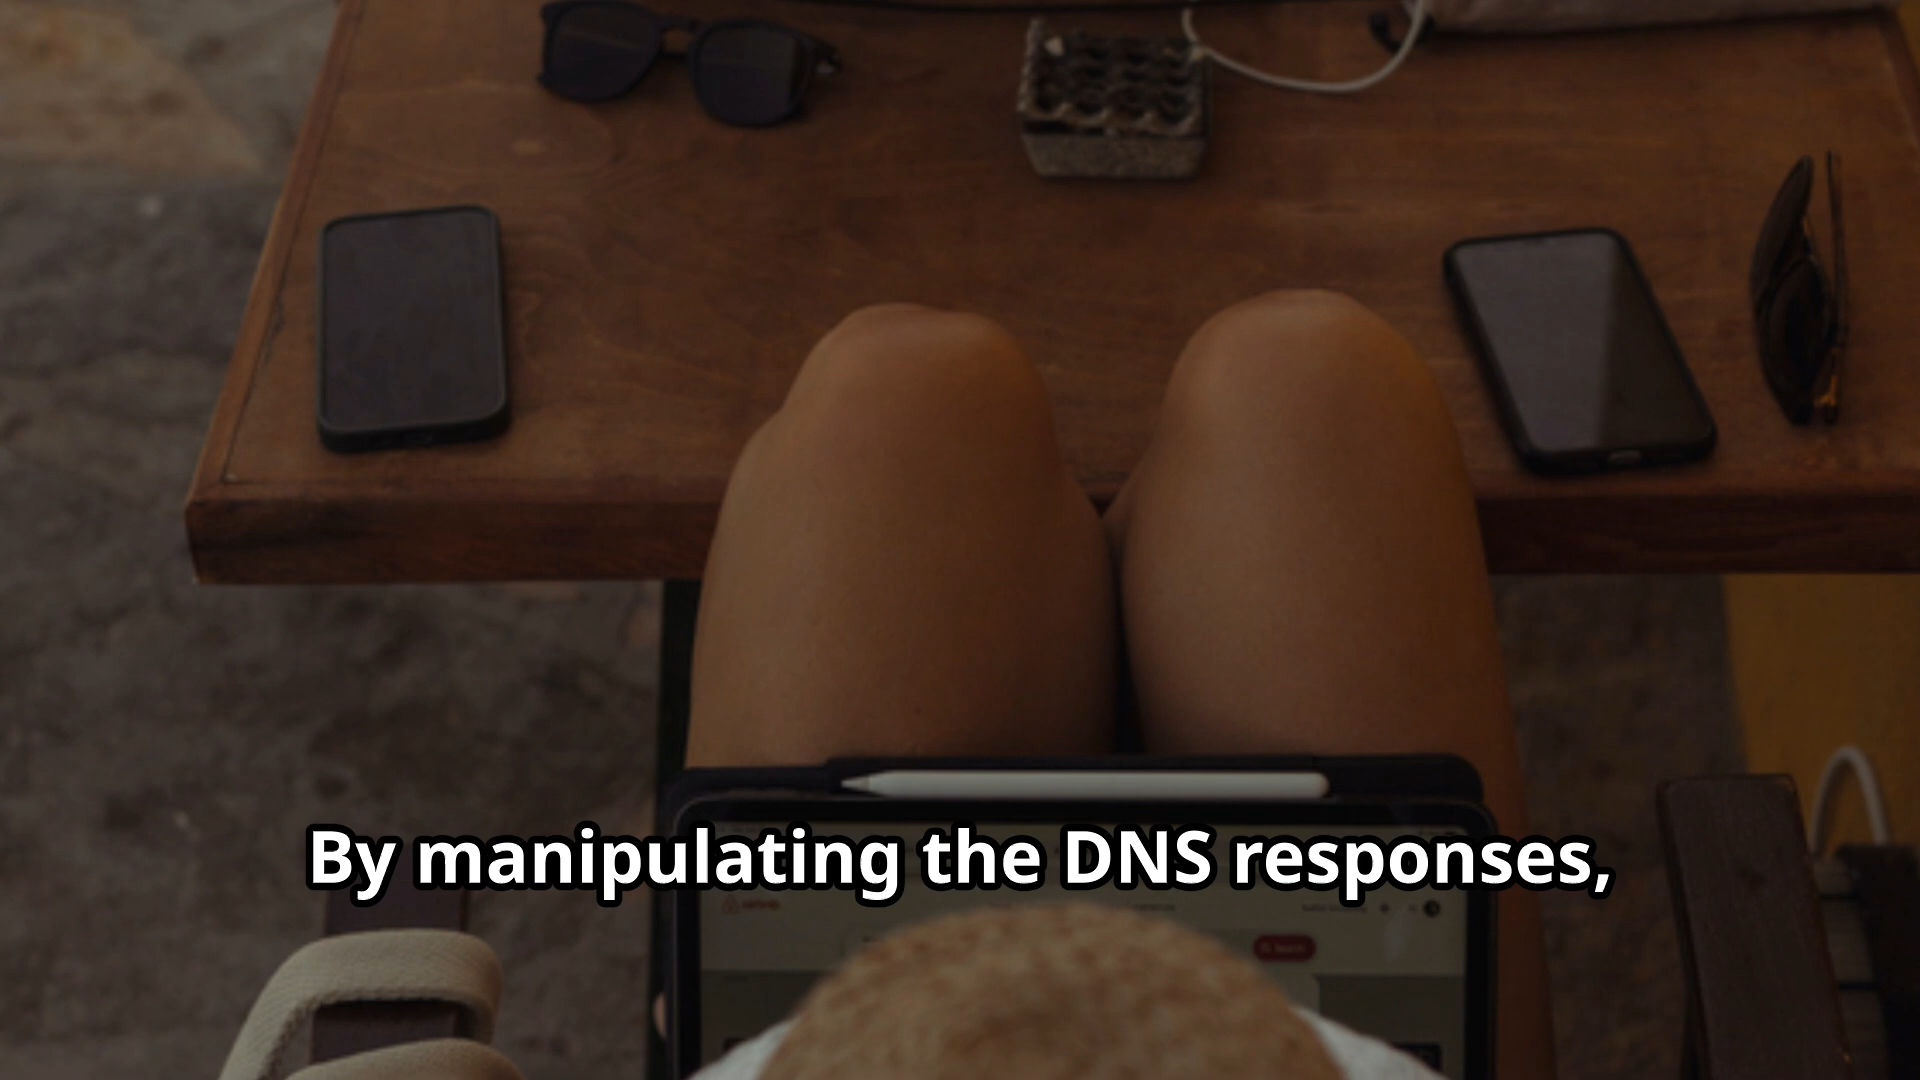 By manipulating the DNS responses,